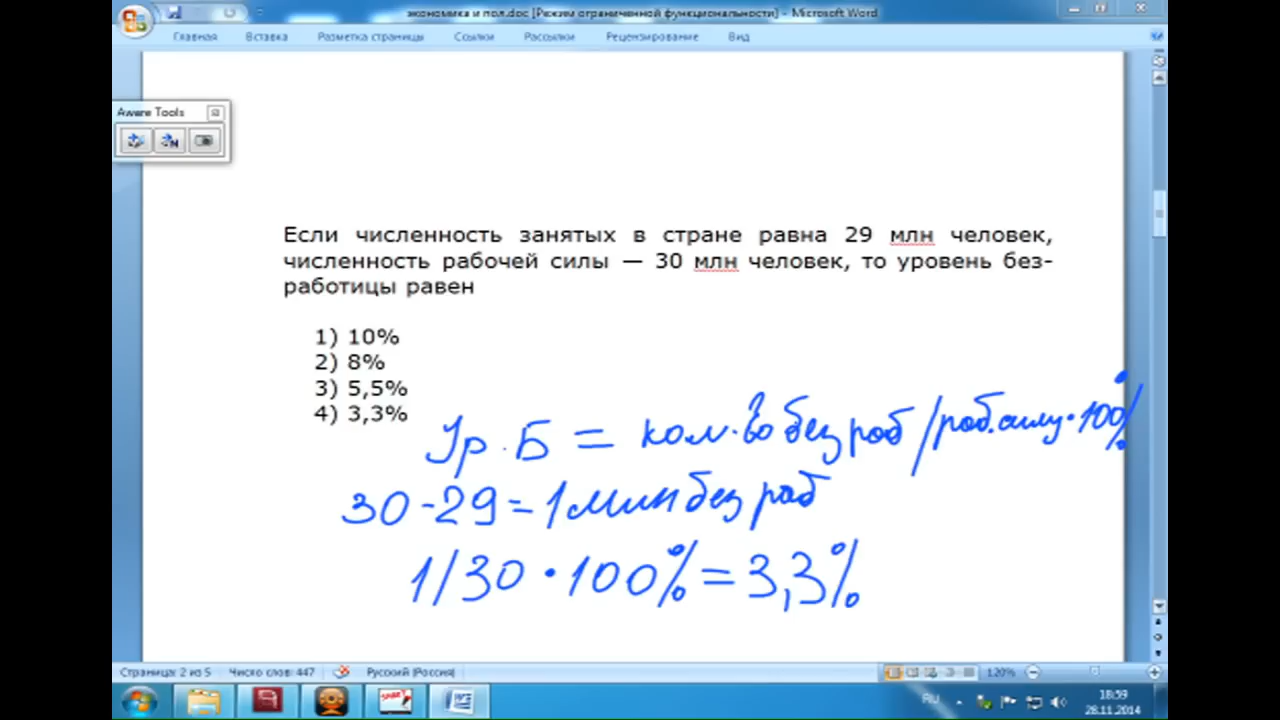 экономика и пол.doc [Режим ограниченной функциональности] - Microsoft Word
Главная Вставка Разметка страницы Ссылки Рассылки Рецензирование Вид
Aware Tools
Если численность занятых в стране равна 29 млн человек,
численность рабочей силы — 30 млн человек, то уровень без-
работицы равен
1) 10%
2) 8%
3) 5,5%
4) 3,3%
Ур. Б = кол-во безраб/раб.силу • 100%
30 - 29 = 1 млн безраб
1/30 • 100% = 3,3%
Страница: 2 из 5 Число слов: 447 Русский (Россия) 120%
RU 18:59
28.11.2014